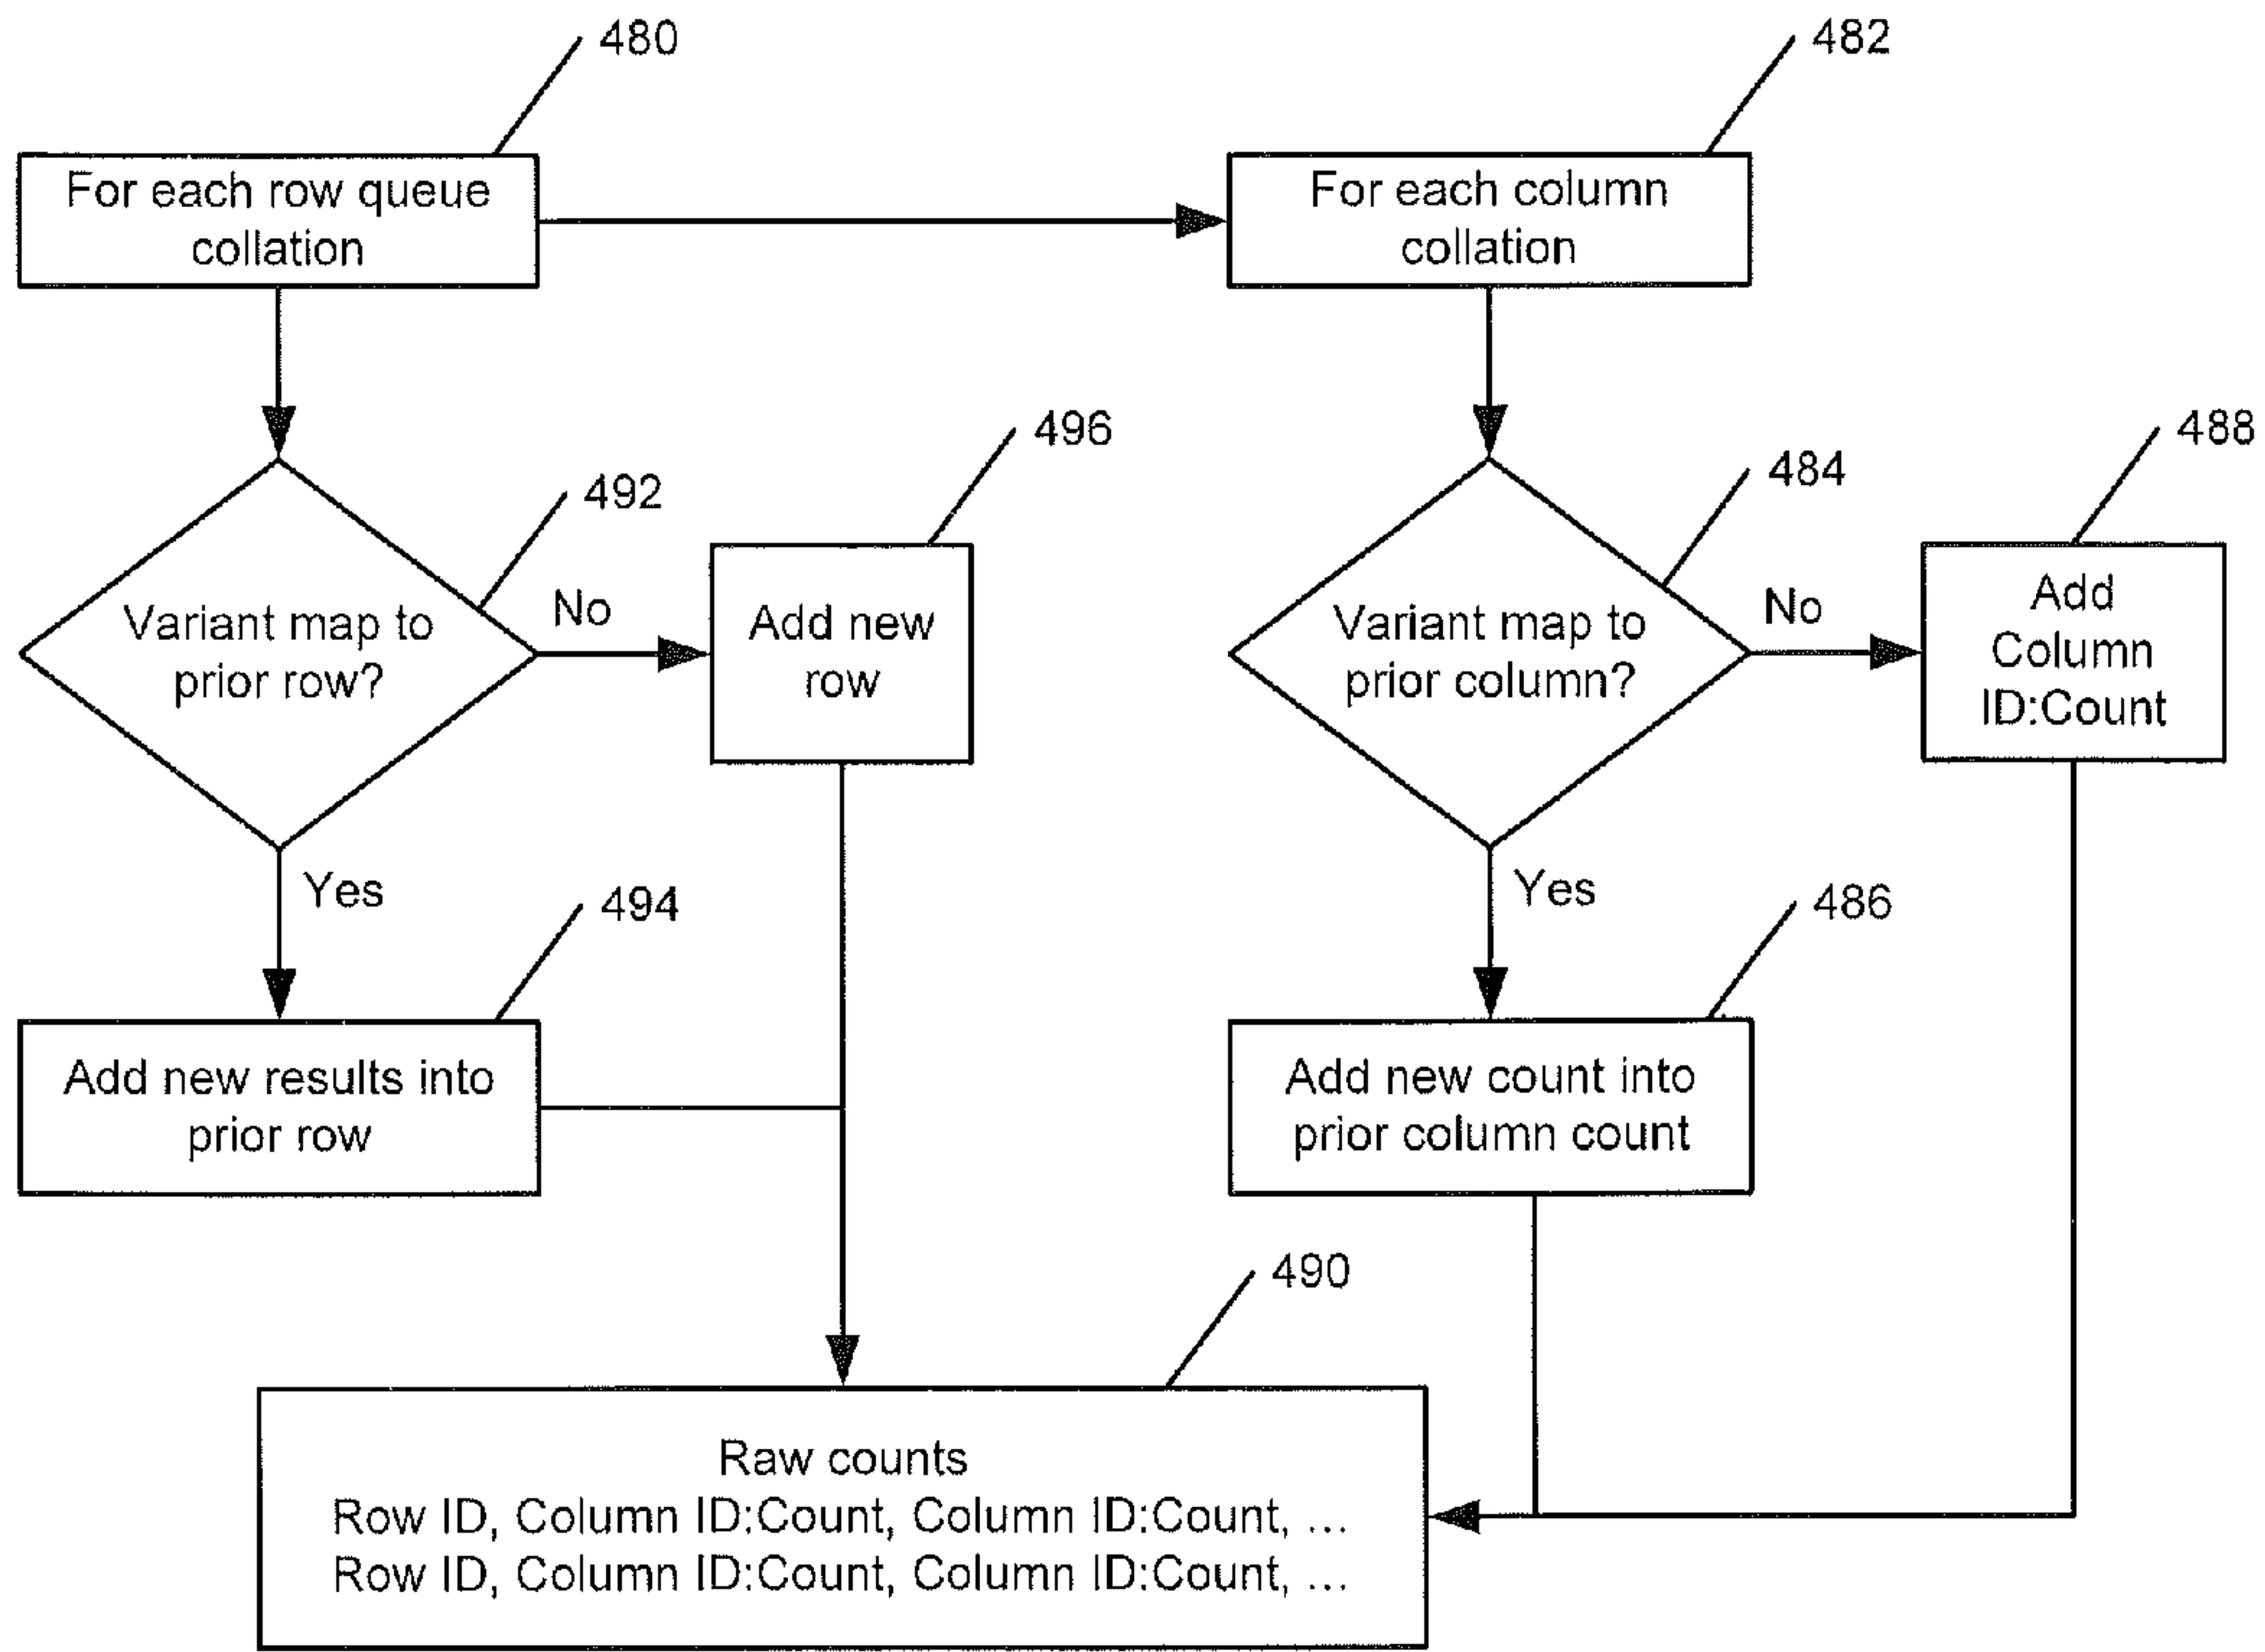 480
482
For each row queue
collation
For each column
collation
496
488
492
484
No
No
Variant map to
prior row?
Add new
row
Variant map to
prior column?
Add
Column
ID:Count
Yes
Yes
494
486
Add new results into
prior row
Add new count into
prior column count
490
Raw counts
Row ID, Column ID:Count, Column ID:Count, ...
Row ID, Column ID:Count, Column ID:Count, ...